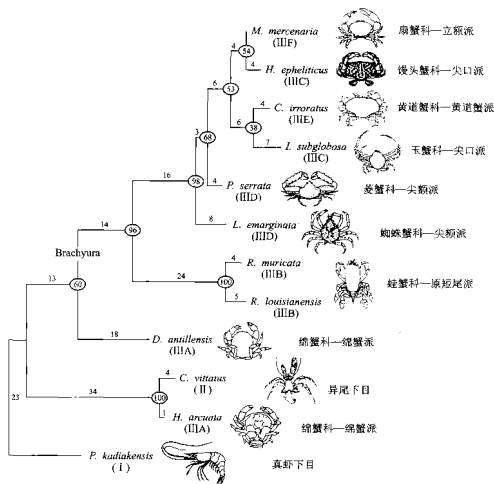 M. mercenaria
(IIIF)
扇蟹科—立额派
4
54
H. epheliticus
(IIIC)
馒头蟹科—尖口派
4
6
53
C. irroratus
(IIIE)
黄道蟹科—黄道蟹派
4
6
38
I. subglobosa
(IIIC)
玉蟹科—尖口派
7
3
68
P. serrata
(IIID)
菱蟹科—尖额派
4
16
98
L. emarginata
(IIID)
蜘蛛蟹科—尖额派
8
14
96
R. muricata
(IIIB)
蛙蟹科—原短尾派
4
24
100
R. louisianensis
(IIIB)
5
Brachyura
13
60
D. antillensis
(IIIA)
绵蟹科—绵蟹派
18
C. vittatus
(II)
异尾下目
4
34
100
H. arcuata
(IIIA)
绵蟹科—绵蟹派
1
23
P. kadiakensis
(I)
真虾下目